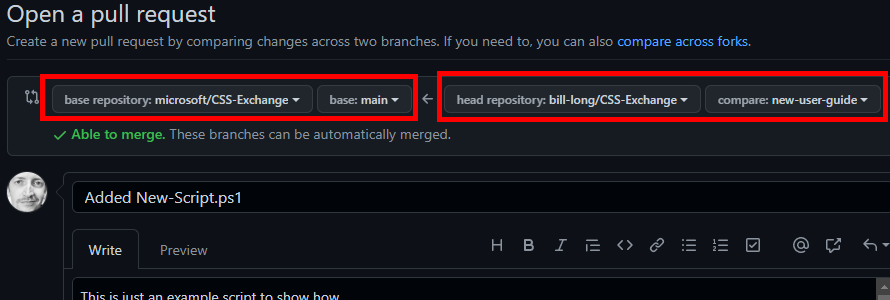 Open a pull request
Create a new pull request by comparing changes across two branches. If you need to, you can also compare across forks.
base repository: microsoft/CSS-Exchange base: main head repository: bill-long/CSS-Exchange compare: new-user-guide
Able to merge. These branches can be automatically merged.
Added New-Script.ps1
Write Preview
This is just an example script to show how